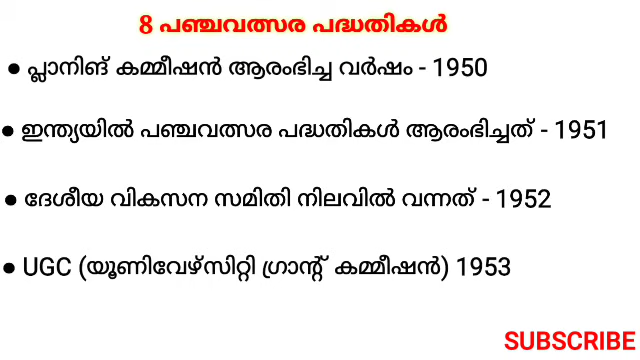 8 പഞ്ചവത്സര പദ്ധതികൾ
● പ്ലാനിങ് കമ്മീഷൻ ആരംഭിച്ച വർഷം - 1950
● ഇന്ത്യയിൽ പഞ്ചവത്സര പദ്ധതികൾ ആരംഭിച്ചത് - 1951
● ദേശീയ വികസന സമിതി നിലവിൽ വന്നത് - 1952
● UGC (യൂണിവേഴ്സിറ്റി ഗ്രാന്റ് കമ്മീഷൻ) 1953
SUBSCRIBE